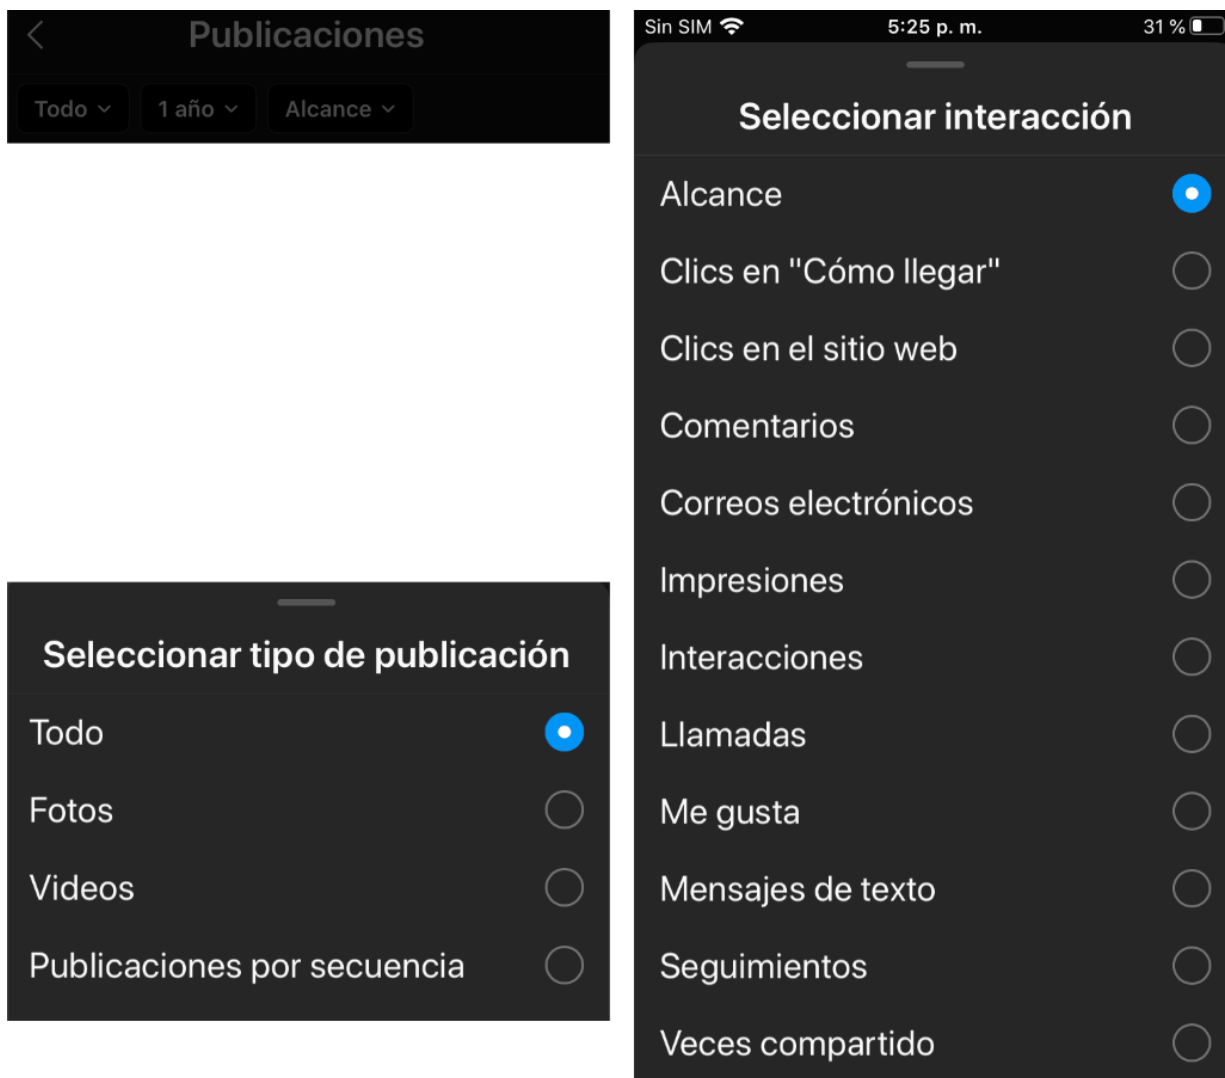 Publicaciones
Todo
1 año
Alcance
Seleccionar tipo de publicación
Todo
Fotos
Videos
Publicaciones por secuencia
Sin SIM
5:25 p. m.
31 %
Seleccionar interacción
Alcance
Clics en "Cómo llegar"
Clics en el sitio web
Comentarios
Correos electrónicos
Impresiones
Interacciones
Llamadas
Me gusta
Mensajes de texto
Seguimientos
Veces compartido